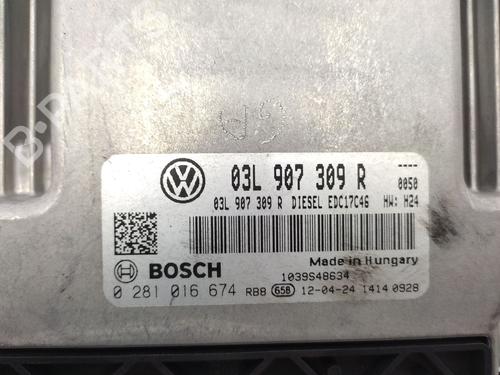 B-PARTS
03L 907 309 R
----
0050
03L 907 309 R DIESEL EDC17C46 HW: H24
Made in Hungary
BOSCH
1039S48634
0 281 016 674 RB8 658 12-04-24 1414 0928